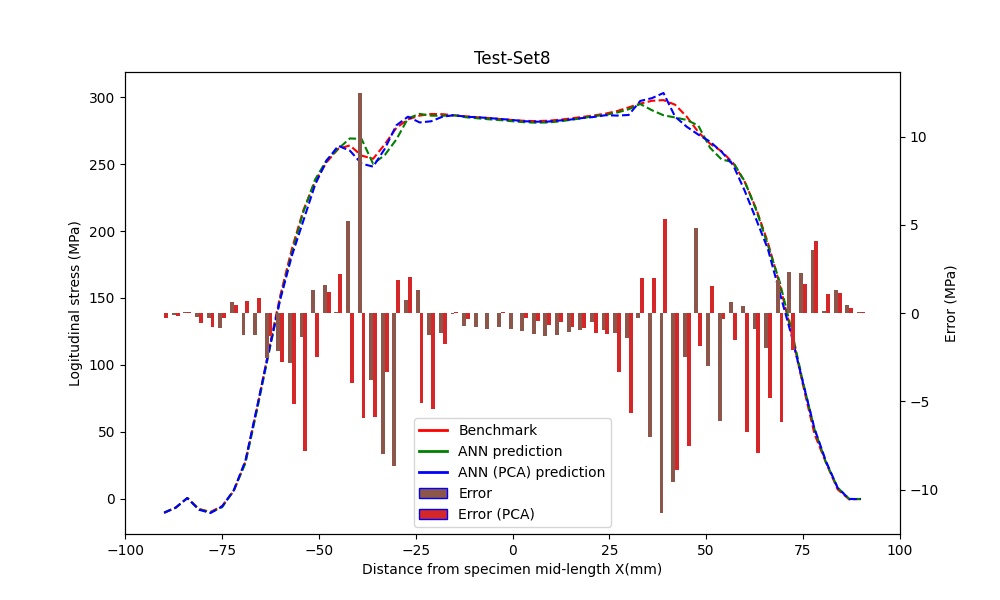 Test-Set8
Logitudinal stress (MPa)
300
250
200
150
100
50
0
10
5
0
−5
−10
Error (MPa)
Benchmark
ANN prediction
ANN (PCA) prediction
Error
Error (PCA)
−100 −75 −50 −25 0 25 50 75 100
Distance from specimen mid-length X(mm)